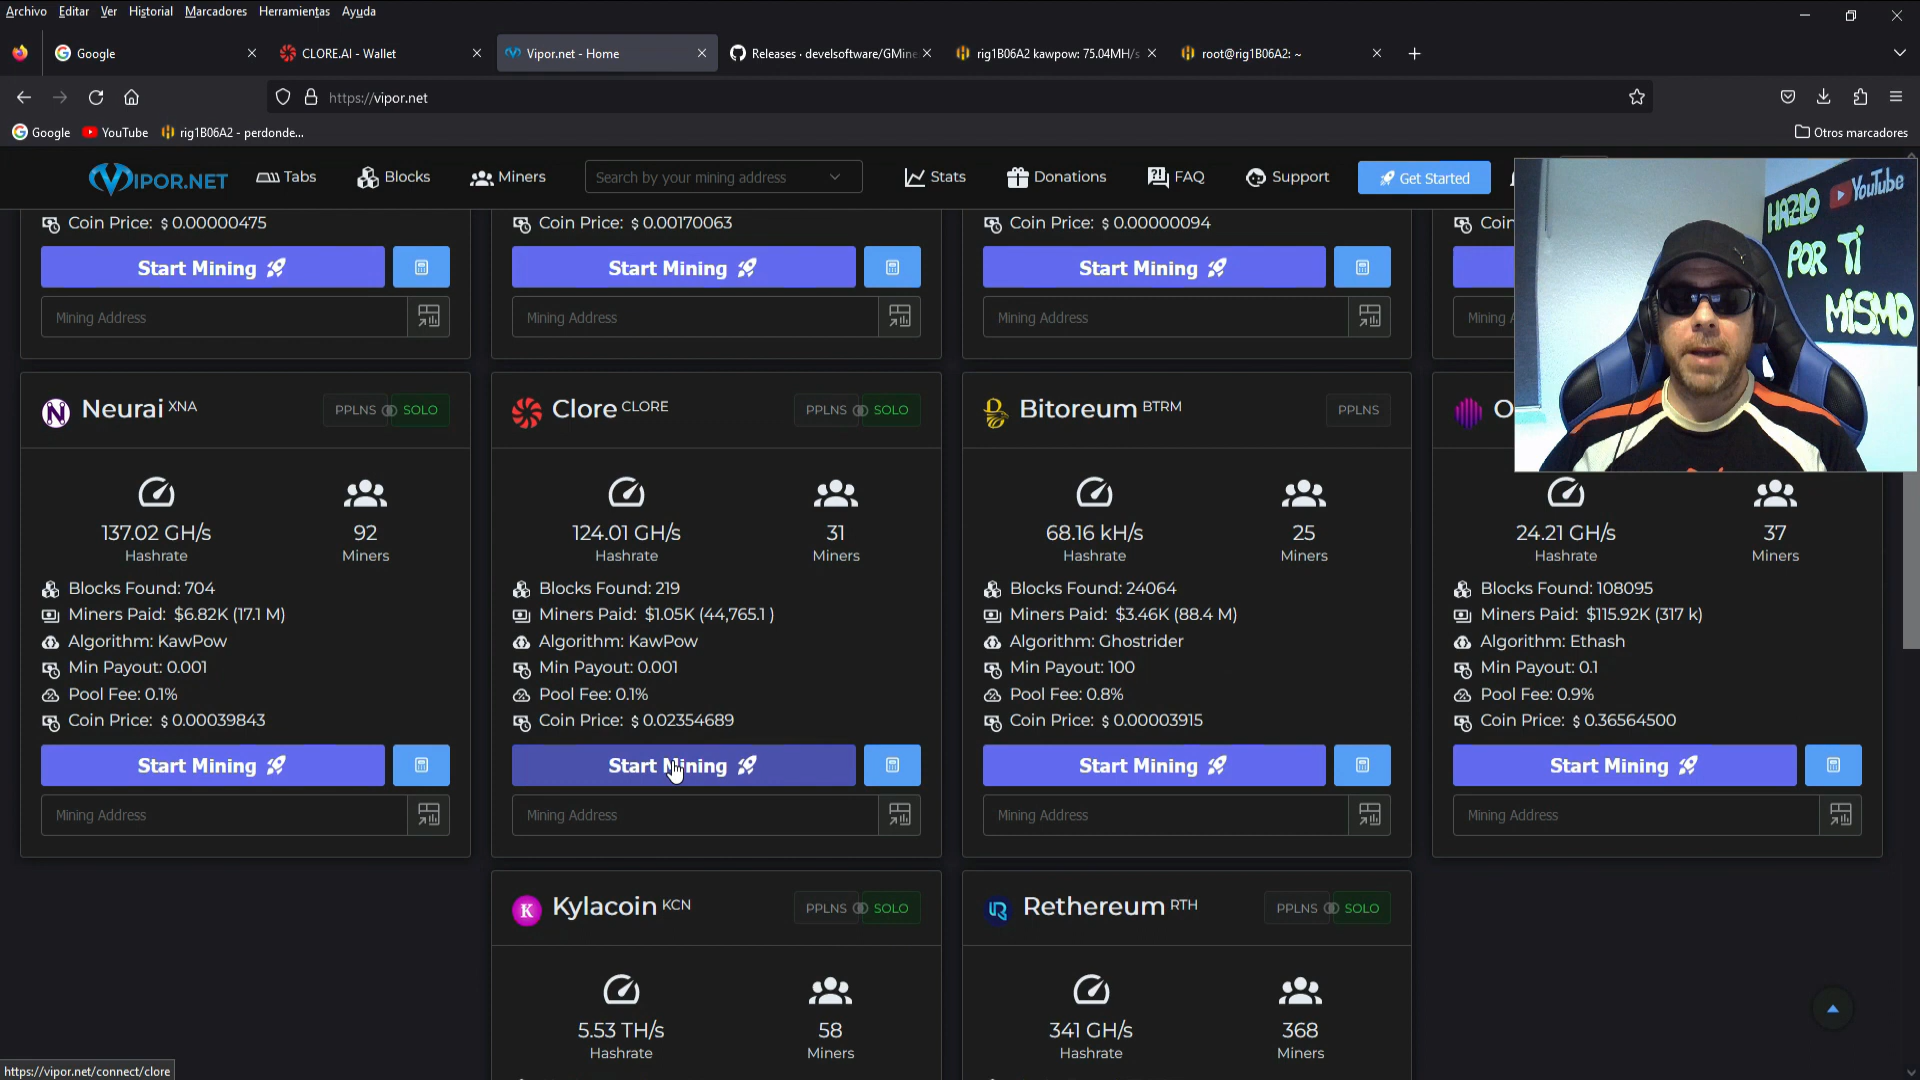 Archivo Editar Ver Historial Marcadores Herramientas Ayuda
Google
CLORE.AI - Wallet
Vipor.net - Home
Releases · develsoftware/GMine
rig1B06A2 kawpow: 75.04MH/s
root@rig1B06A2: ~
https://vipor.net
Google YouTube rig1B06A2 - perdonde... Otros marcadores
VIPOR.NET Tabs Blocks Miners Search by your mining address Stats Donations FAQ Support Get Started
Coin Price: $ 0.00000475
Start Mining
Mining Address
Coin Price: $ 0.00170063
Start Mining
Mining Address
Coin Price: $ 0.00000094
Start Mining
Mining Address
HAZLO
POR TI
MISMO
YouTube
Neurai XNA PPLNS SOLO
137.02 GH/s 92
Hashrate Miners
Blocks Found: 704
Miners Paid: $6.82K (17.1 M)
Algorithm: KawPow
Min Payout: 0.001
Pool Fee: 0.1%
Coin Price: $ 0.00039843
Start Mining
Mining Address
Clore CLORE PPLNS SOLO
124.01 GH/s 31
Hashrate Miners
Blocks Found: 219
Miners Paid: $1.05K (44,765.1 )
Algorithm: KawPow
Min Payout: 0.001
Pool Fee: 0.1%
Coin Price: $ 0.02354689
Start Mining
Mining Address
Bitoreum BTRM PPLNS
68.16 kH/s 25
Hashrate Miners
Blocks Found: 24064
Miners Paid: $3.46K (88.4 M)
Algorithm: Ghostrider
Min Payout: 100
Pool Fee: 0.8%
Coin Price: $ 0.00003915
Start Mining
Mining Address
24.21 GH/s 37
Hashrate Miners
Blocks Found: 108095
Miners Paid: $115.92K (317 k)
Algorithm: Ethash
Min Payout: 0.1
Pool Fee: 0.9%
Coin Price: $ 0.36564500
Start Mining
Mining Address
Kylacoin KCN PPLNS SOLO
5.53 TH/s 58
Hashrate Miners
Rethereum RTH PPLNS SOLO
341 GH/s 368
Hashrate Miners
https://vipor.net/connect/clore